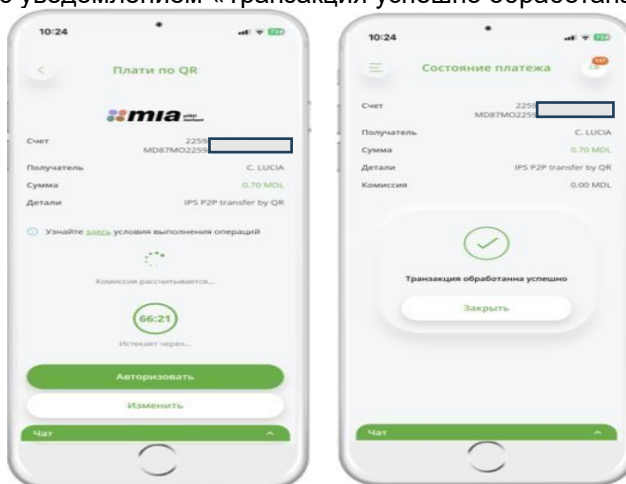 с уведомлением «Транзакция успешно обработана
10:24
Плати по QR
mia
Счет 2259
MD87MO2259
Получатель C. LUCIA
Сумма 0.70 MDL
Детали IPS P2P transfer by QR
Узнайте здесь условия выполнения операций
Комиссия рассчитывается...
66:21
Истекает через...
Авторизовать
Изменить
Чат
10:24
Состояние платежа
Счет 2259
MD87MO2259
Получатель C. LUCIA
Сумма 0.70 MDL
Детали IPS P2P transfer by QR
Комиссия 0.00 MDL
Транзакция обработанна успешно
Закрыть
Чат